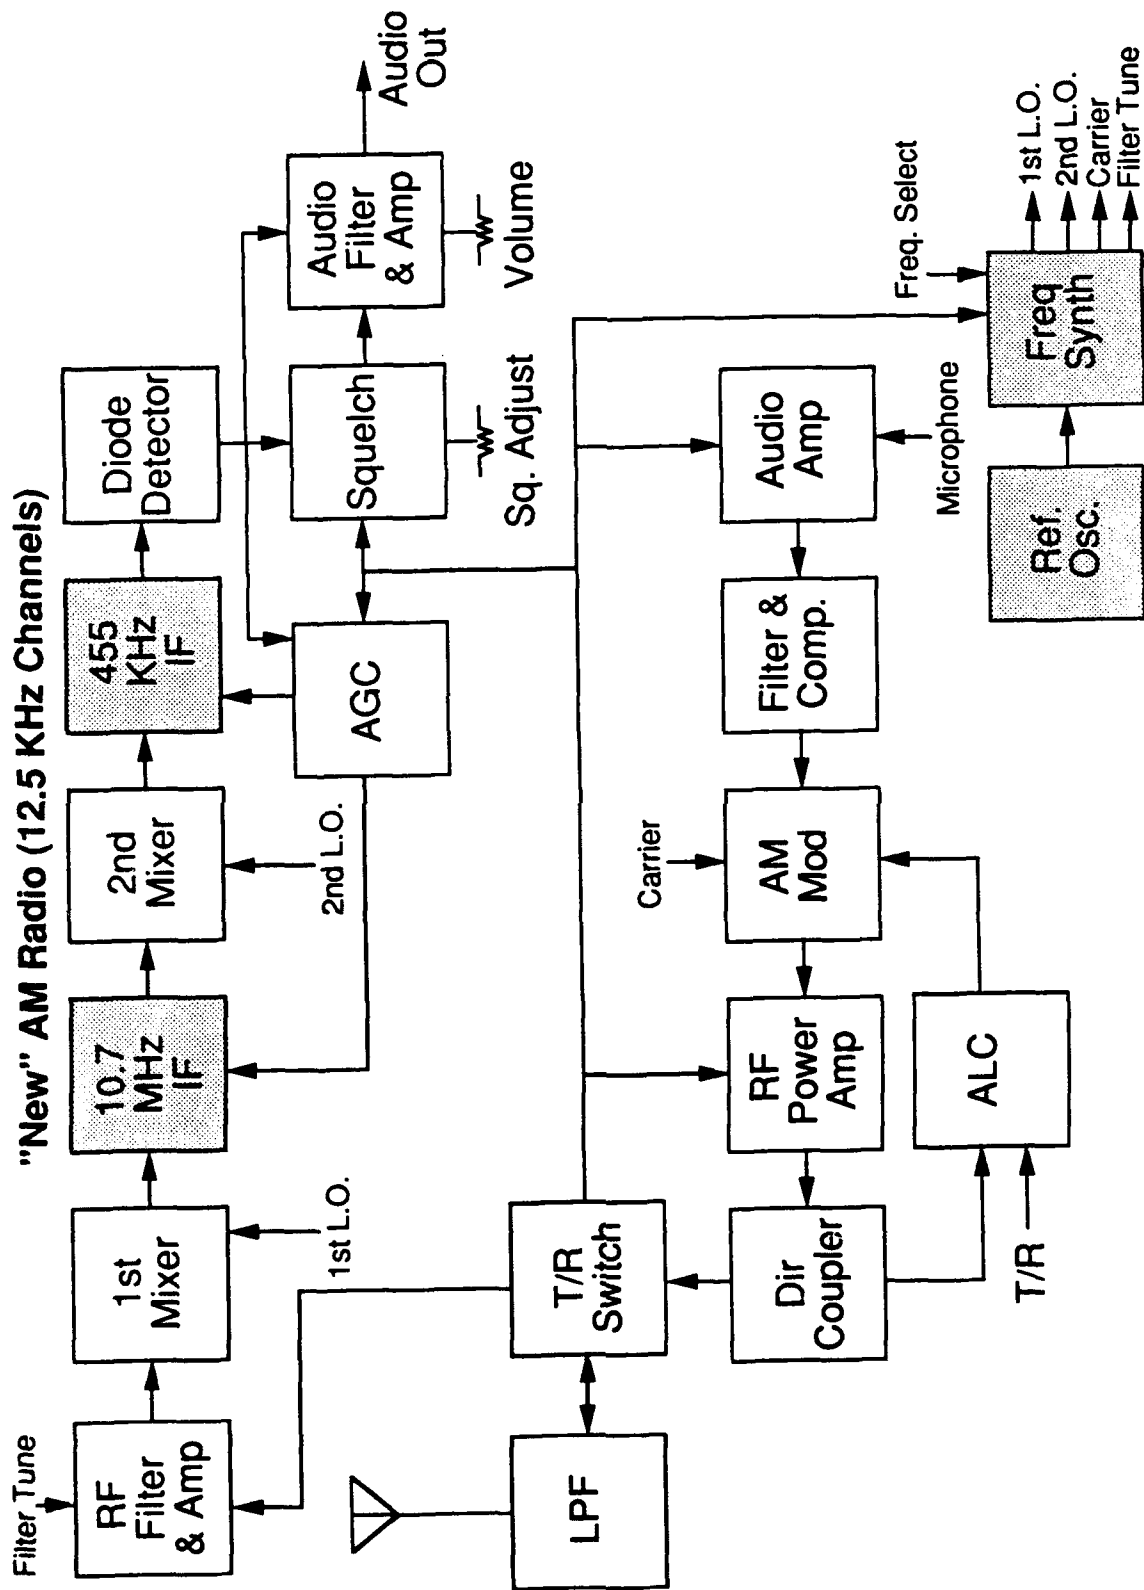 "New" AM Radio (12.5 KHz Channels)
Filter Tune
RF
Filter
& Amp
1st
Mixer
1st L.O.
10.7
MHz
IF
2nd
Mixer
2nd L.O.
455
KHz
IF
Diode
Detector
AGC
Squelch
Sq. Adjust
Audio
Filter
& Amp
Volume
Audio
Out
LPF
T/R
Switch
Dir
Coupler
RF
Power
Amp
Carrier
AM
Mod
Filter &
Comp.
Audio
Amp
Microphone
T/R
ALC
Ref.
Osc.
Freq. Select
Freq
Synth
1st L.O.
2nd L.O.
Carrier
Filter Tune